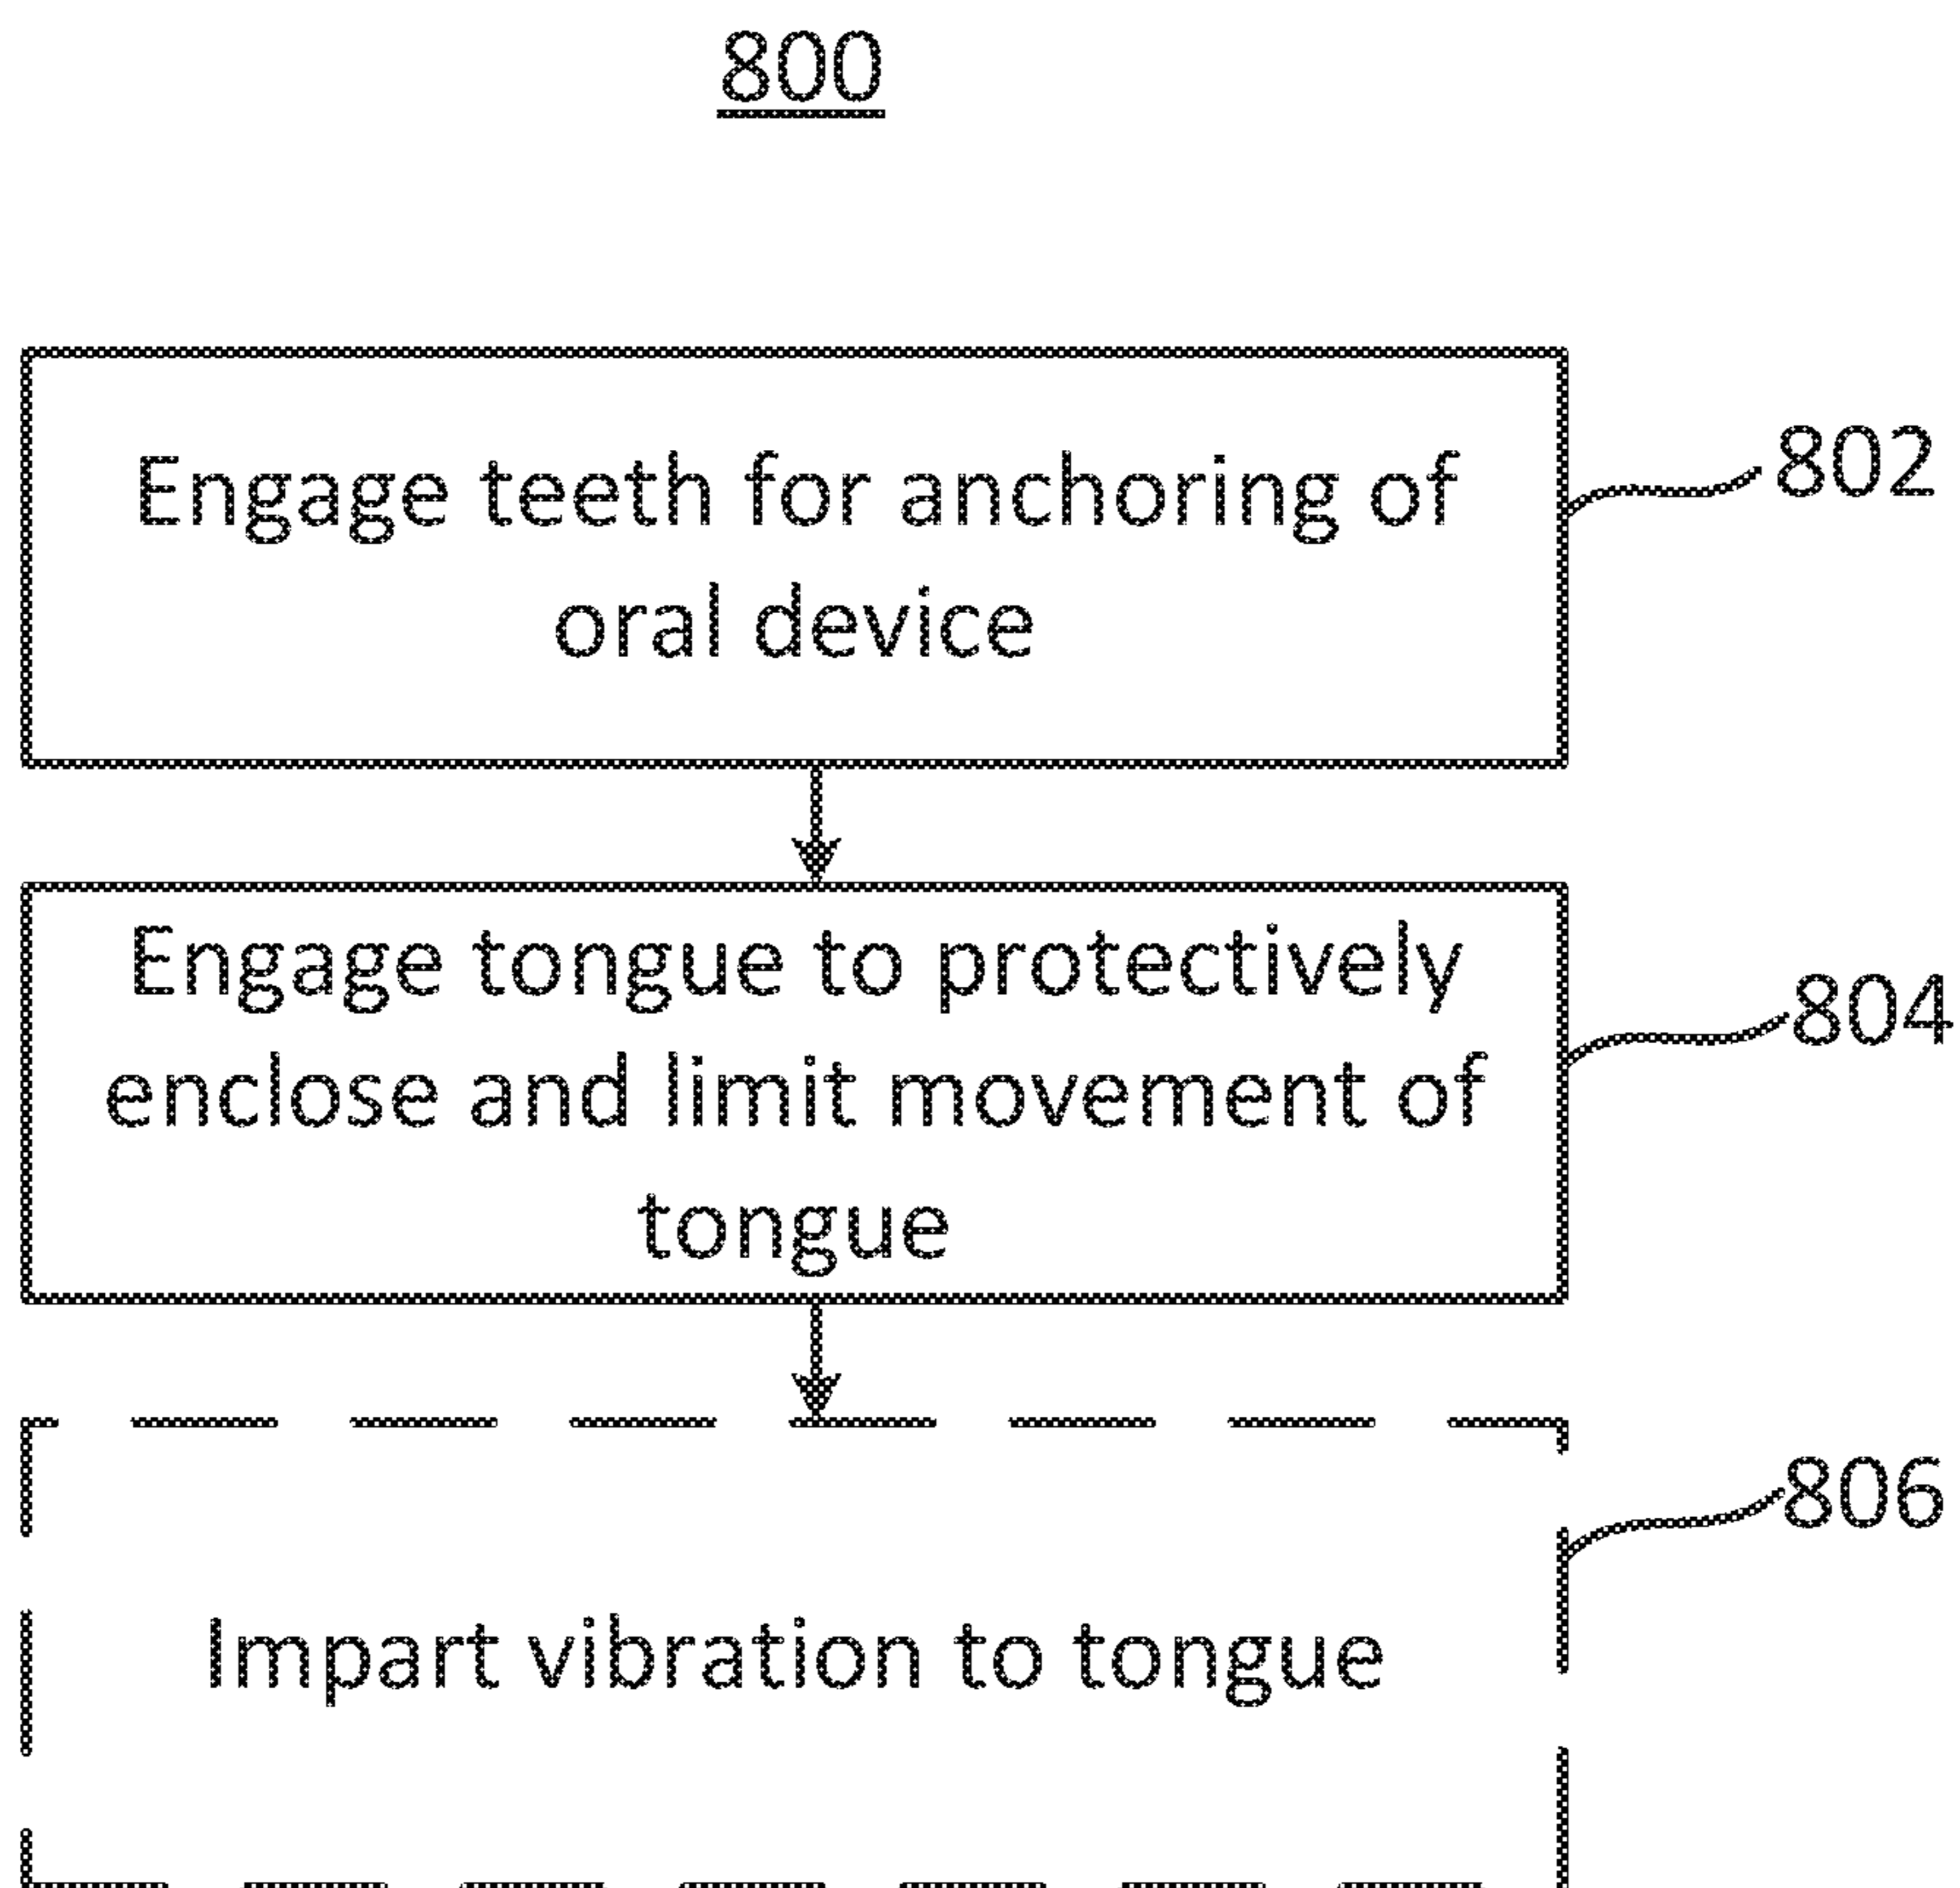 800
Engage teeth for anchoring of
oral device
802
Engage tongue to protectively
enclose and limit movement of
tongue
804
Impart vibration to tongue
806